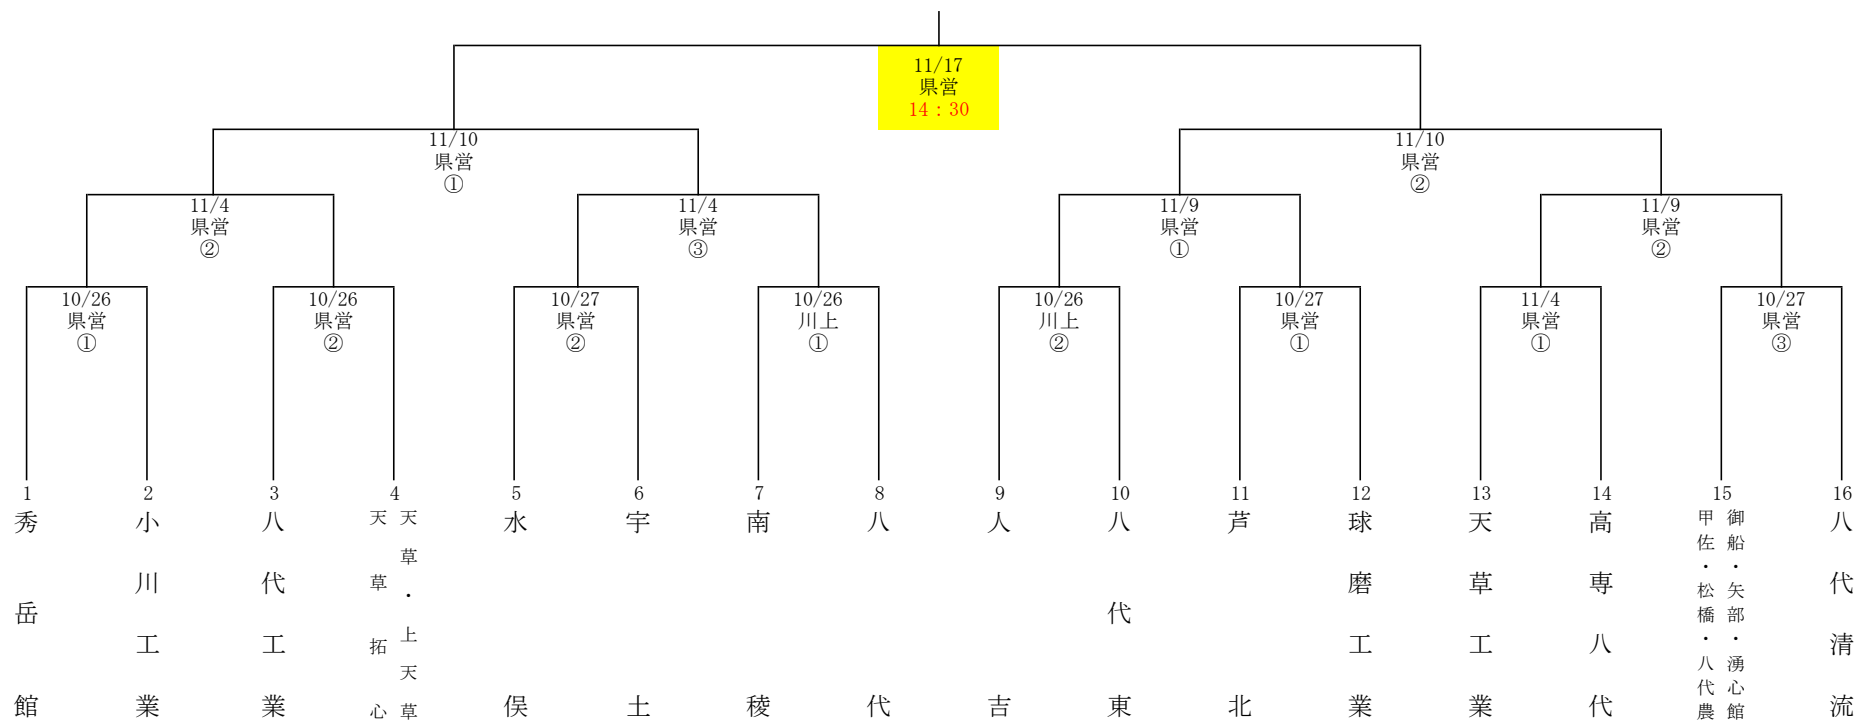 11/17
県営
14：30
11/10
県営
①
11/10
県営
②
11/4
県営
②
11/4
県営
③
11/9
県営
①
11/9
県営
②
10/26
県営
①
10/26
県営
②
10/27
県営
②
10/26
川上
①
10/26
川上
②
10/27
県営
①
11/4
県営
①
10/27
県営
③
1
秀岳館
2
小川工業
3
八代工業
4
天草・上天草
天草拓心
5
水俣
6
宇土
7
南稜
8
八代
9
人吉
10
八代東
11
芦北
12
球磨工業
13
天草工業
14
高専八代
15
御船・矢部・湧心館
甲佐・松橋・八代農
16
八代清流